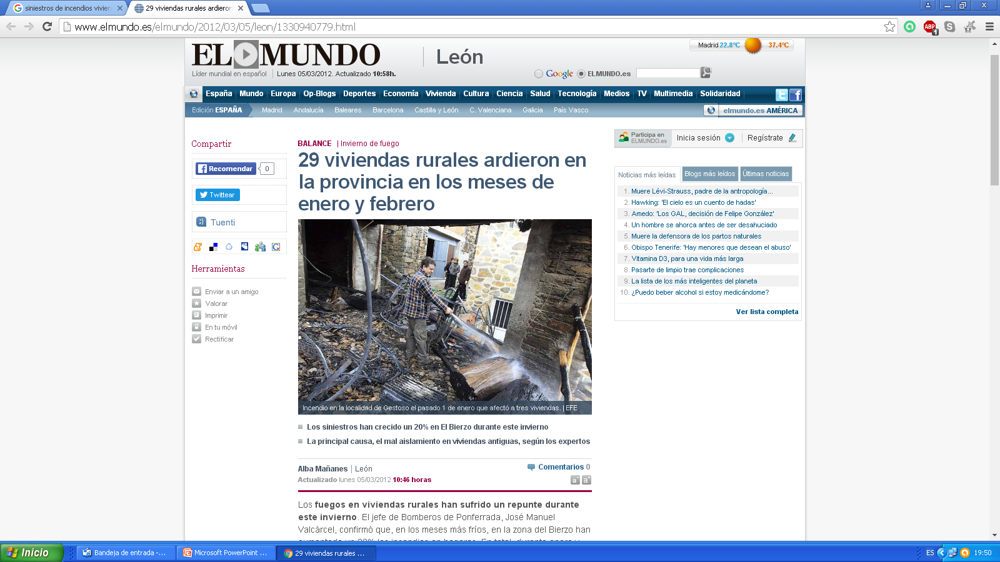 siniestros de incendios vivien
29 viviendas rurales ardieron
www.elmundo.es/elmundo/2012/03/05/leon/1330940779.html
ABP
1
EL MUNDO
León
Madrid 22.8ºC 37.4ºC
Líder mundial en español
Lunes 05/03/2012. Actualizado 10:58h.
Google
ELMUNDO.es
España Mundo Europa Op-Blogs Deportes Economía Vivienda Cultura Ciencia Salud Tecnología Medios TV Multimedia Solidaridad
Edición ESPAÑA Madrid Andalucía Baleares Barcelona Castilla y León C. Valenciana Galicia País Vasco
elmundo.es AMÉRICA
Compartir
Recomendar 0
Twittear
Tuenti
Herramientas
Enviar a un amigo
Valorar
Imprimir
En tu móvil
Rectificar
BALANCE | Invierno de fuego
29 viviendas rurales ardieron en
la provincia en los meses de
enero y febrero
Incendio en la localidad de Gestoso el pasado 1 de enero que afectó a tres viviendas. | EFE
Los siniestros han crecido un 20% en El Bierzo durante este invierno
La principal causa, el mal aislamiento en viviendas antiguas, según los expertos
Alba Mañanes | León
Comentarios 0
Actualizado lunes 05/03/2012 10:46 horas
a- a+
Los fuegos en viviendas rurales han sufrido un repunte durante
este invierno. El jefe de Bomberos de Ponferrada, José Manuel
Valcárcel, confirmó que, en los meses más fríos, en la zona del Bierzo han
Participa en
ELMUNDO.es
Inicia sesión
Regístrate
Noticias más leídas
Blogs más leídos
Últimas noticias
1. Muere Lévi-Strauss, padre de la antropología...
2. Hawking: 'El cielo es un cuento de hadas'
3. Amedo: 'Los GAL, decisión de Felipe González'
4. Un hombre se ahorca antes de ser desahuciado
5. Muere la defensora de los partos naturales
6. Obispo Tenerife: 'Hay menores que desean el abuso'
7. Vitamina D3, para una vida más larga
8. Pasarte de limpio trae complicaciones
9. La lista de los más inteligentes del planeta
10. ¿Puedo beber alcohol si estoy medicándome?
Ver lista completa
Inicio
Bandeja de entrada -...
Microsoft PowerPoint ...
29 viviendas rurales ...
ES
19:50